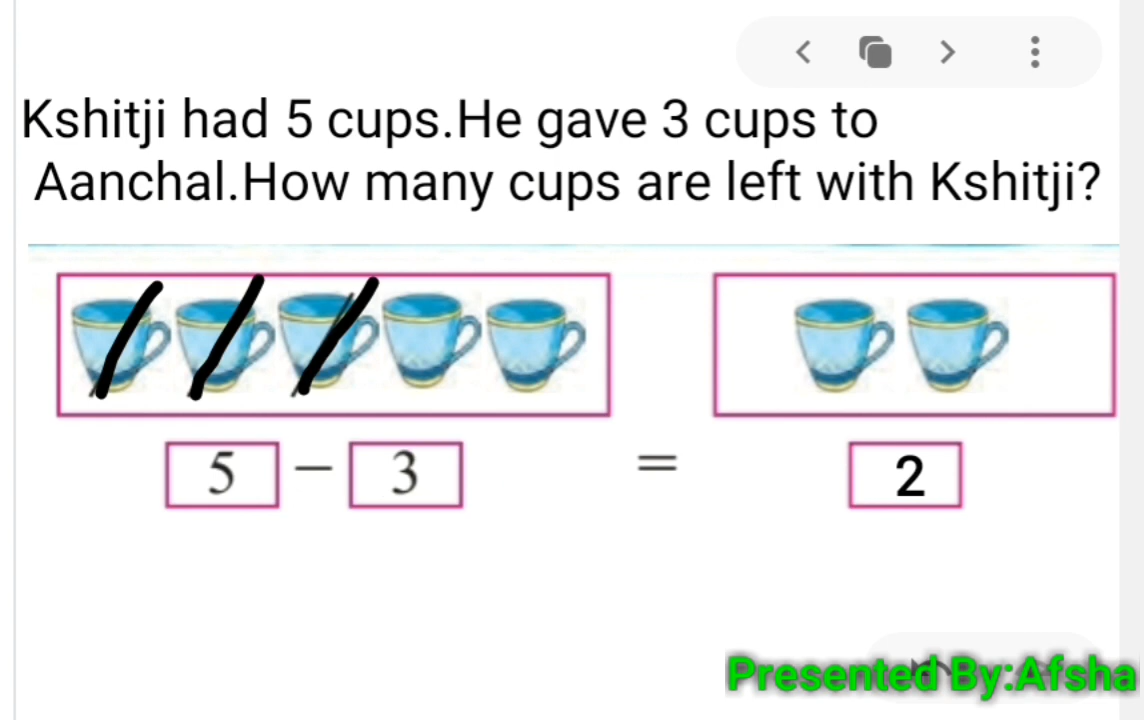 Kshitji had 5 cups.He gave 3 cups to
Aanchal.How many cups are left with Kshitji?
5 − 3 = 2
Presented By:Afsha